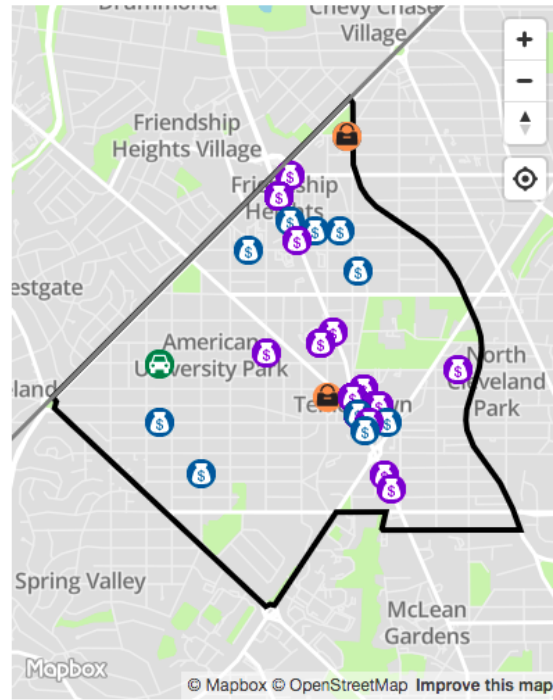 Drummond
Chevy Chase
Village
Friendship
Heights Village
Friendship
Heights
estgate
American
University Park
North
Cleveland
Park
eland
Spring Valley
McLean
Gardens
Mapbox
© Mapbox © OpenStreetMap Improve this map